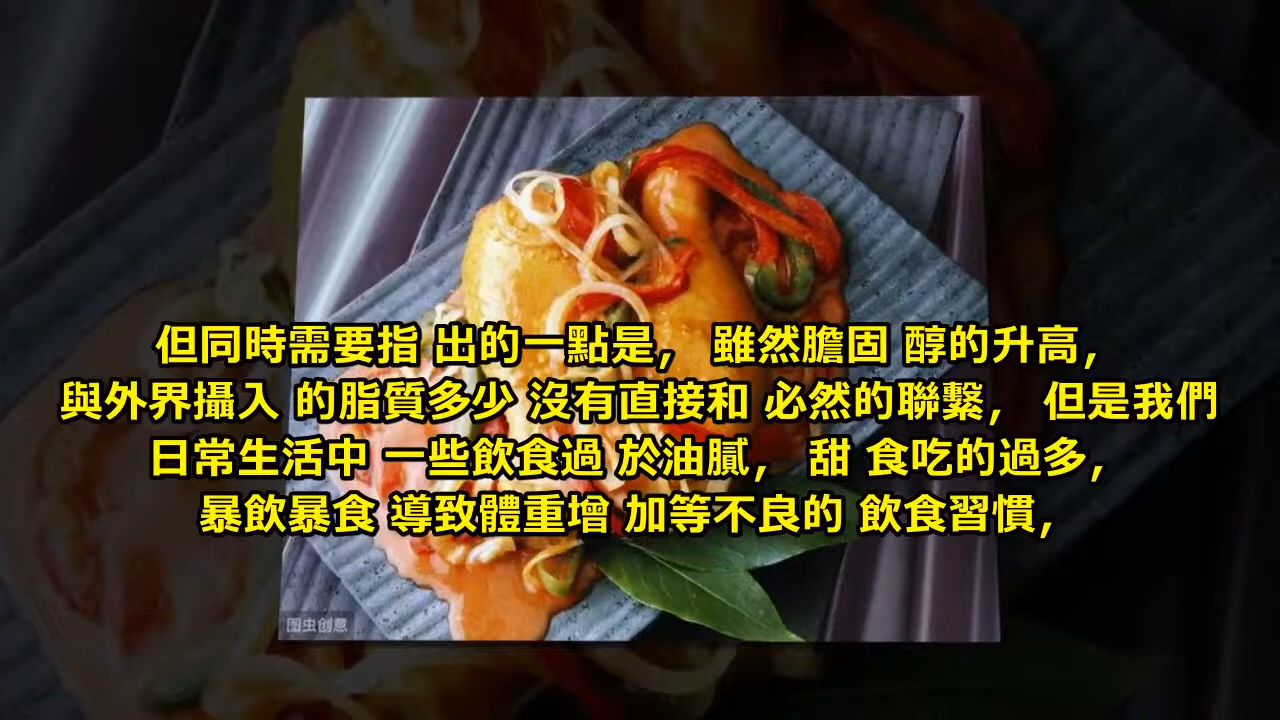 但同時需要指 出的一點是， 雖然膽固 醇的升高，
與外界攝入 的脂質多少 沒有直接和 必然的聯繫， 但是我們
日常生活中 一些飲食過 於油膩， 甜 食吃的過多，
暴飲暴食 導致體重增 加等不良的 飲食習慣，
图虫创意